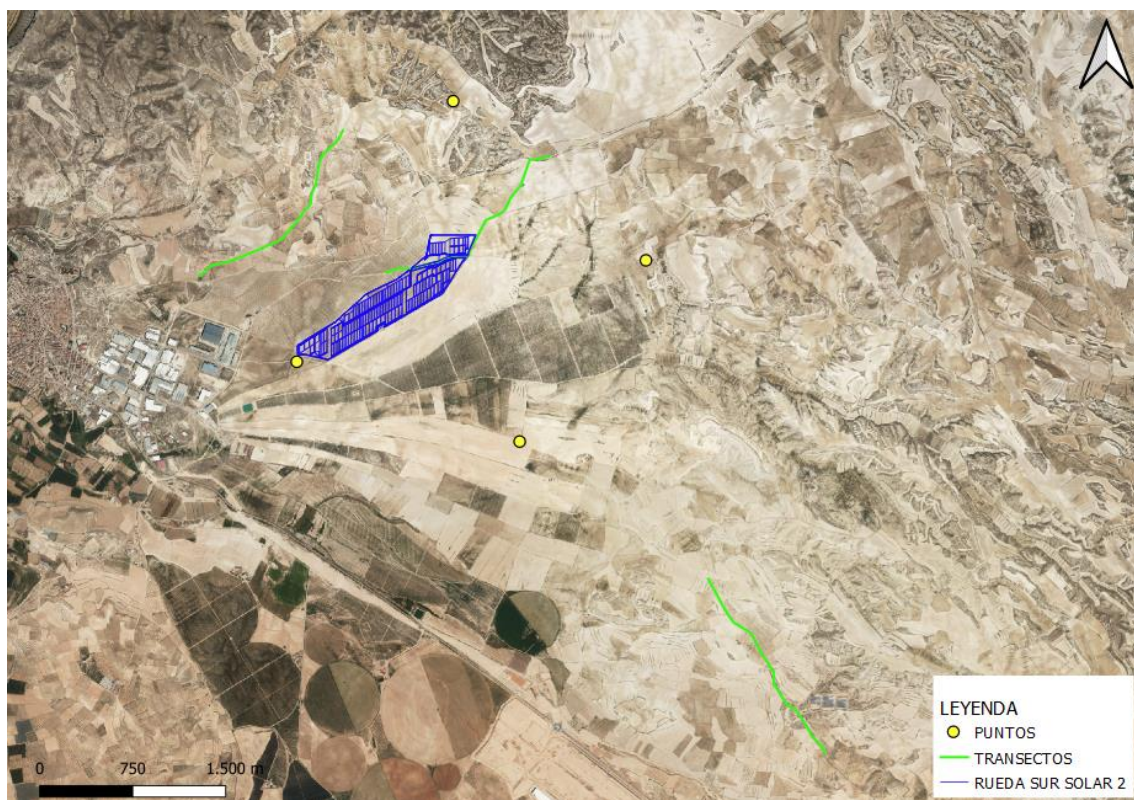 LEYENDA
PUNTOS
TRANSECTOS
RUEDA SUR SOLAR 2
0 750 1.500 m